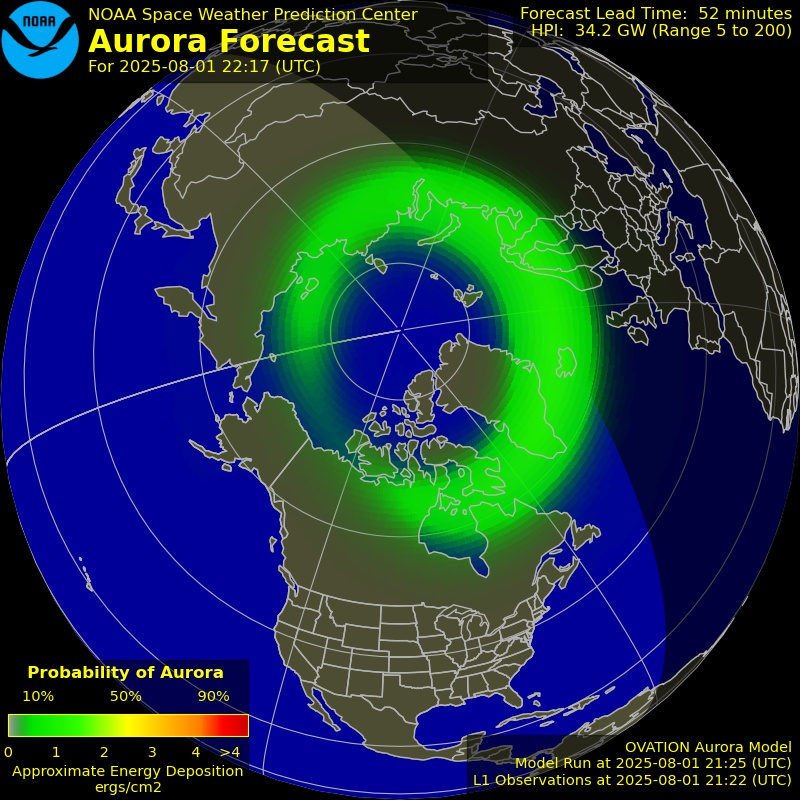 NOAA
NOAA Space Weather Prediction Center
Aurora Forecast
For 2025-08-01 22:17 (UTC)
Forecast Lead Time:  52 minutes
HPI:  34.2 GW (Range 5 to 200)
Probability of Aurora
10% 50% 90%
0 1 2 3 4 >4
Approximate Energy Deposition
ergs/cm2
OVATION Aurora Model
Model Run at 2025-08-01 21:25 (UTC)
L1 Observations at 2025-08-01 21:22 (UTC)